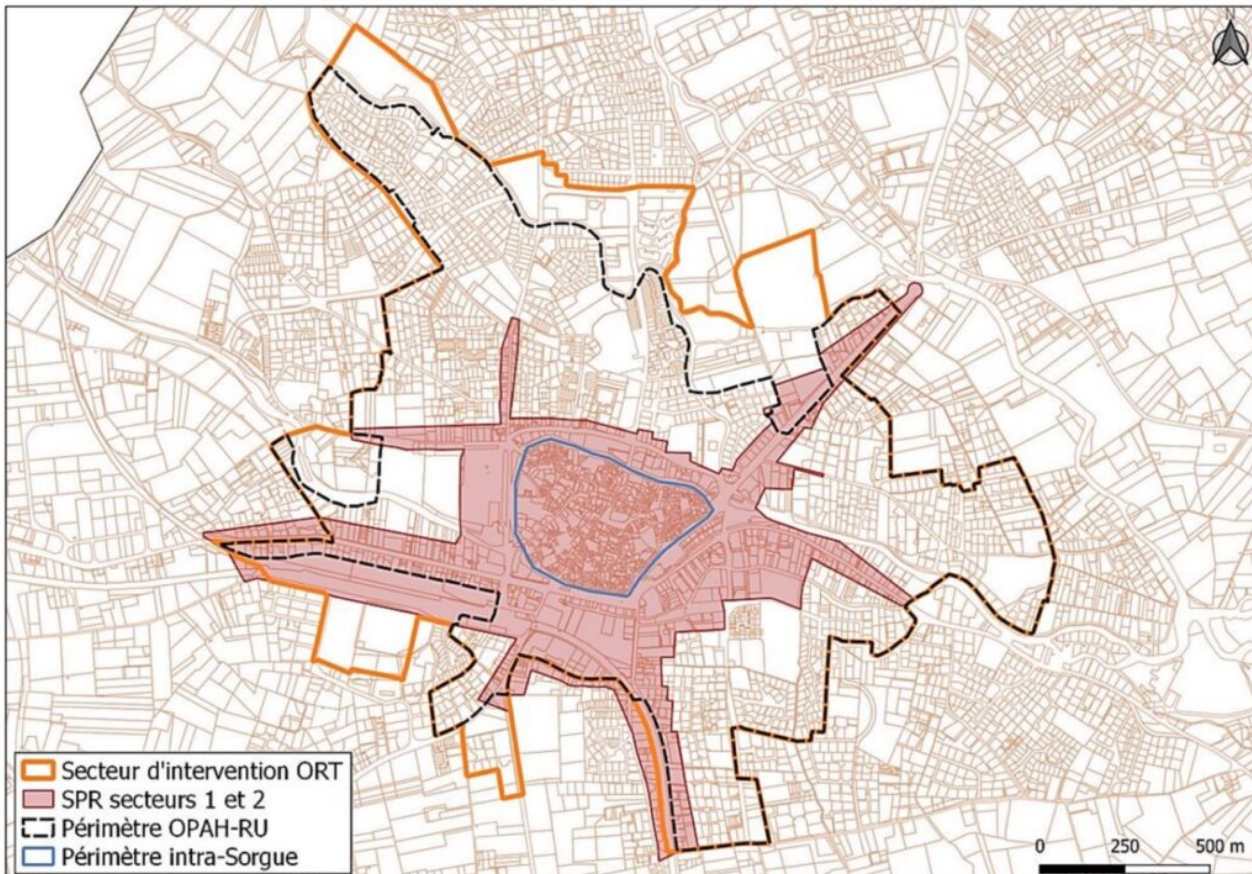 N
Secteur d'intervention ORT
SPR secteurs 1 et 2
Périmètre OPAH-RU
Périmètre intra-Sorgue
0 250 500 m